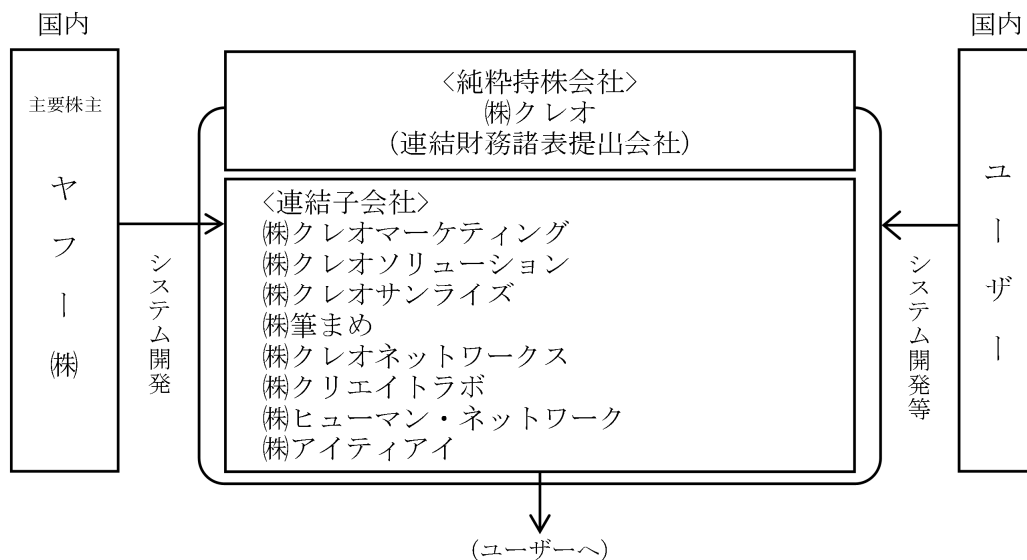 国内
主要株主
ヤフー㈱
システム開発
<純粋持株会社>
㈱クレオ
(連結財務諸表提出会社)
<連結子会社>
㈱クレオマーケティング
㈱クレオソリューション
㈱クレオサンライズ
㈱筆まめ
㈱クレオネットワークス
㈱クリエイトラボ
㈱ヒューマン・ネットワーク
㈱アイティアイ
国内
ユーザー
システム開発等
(ユーザーへ)